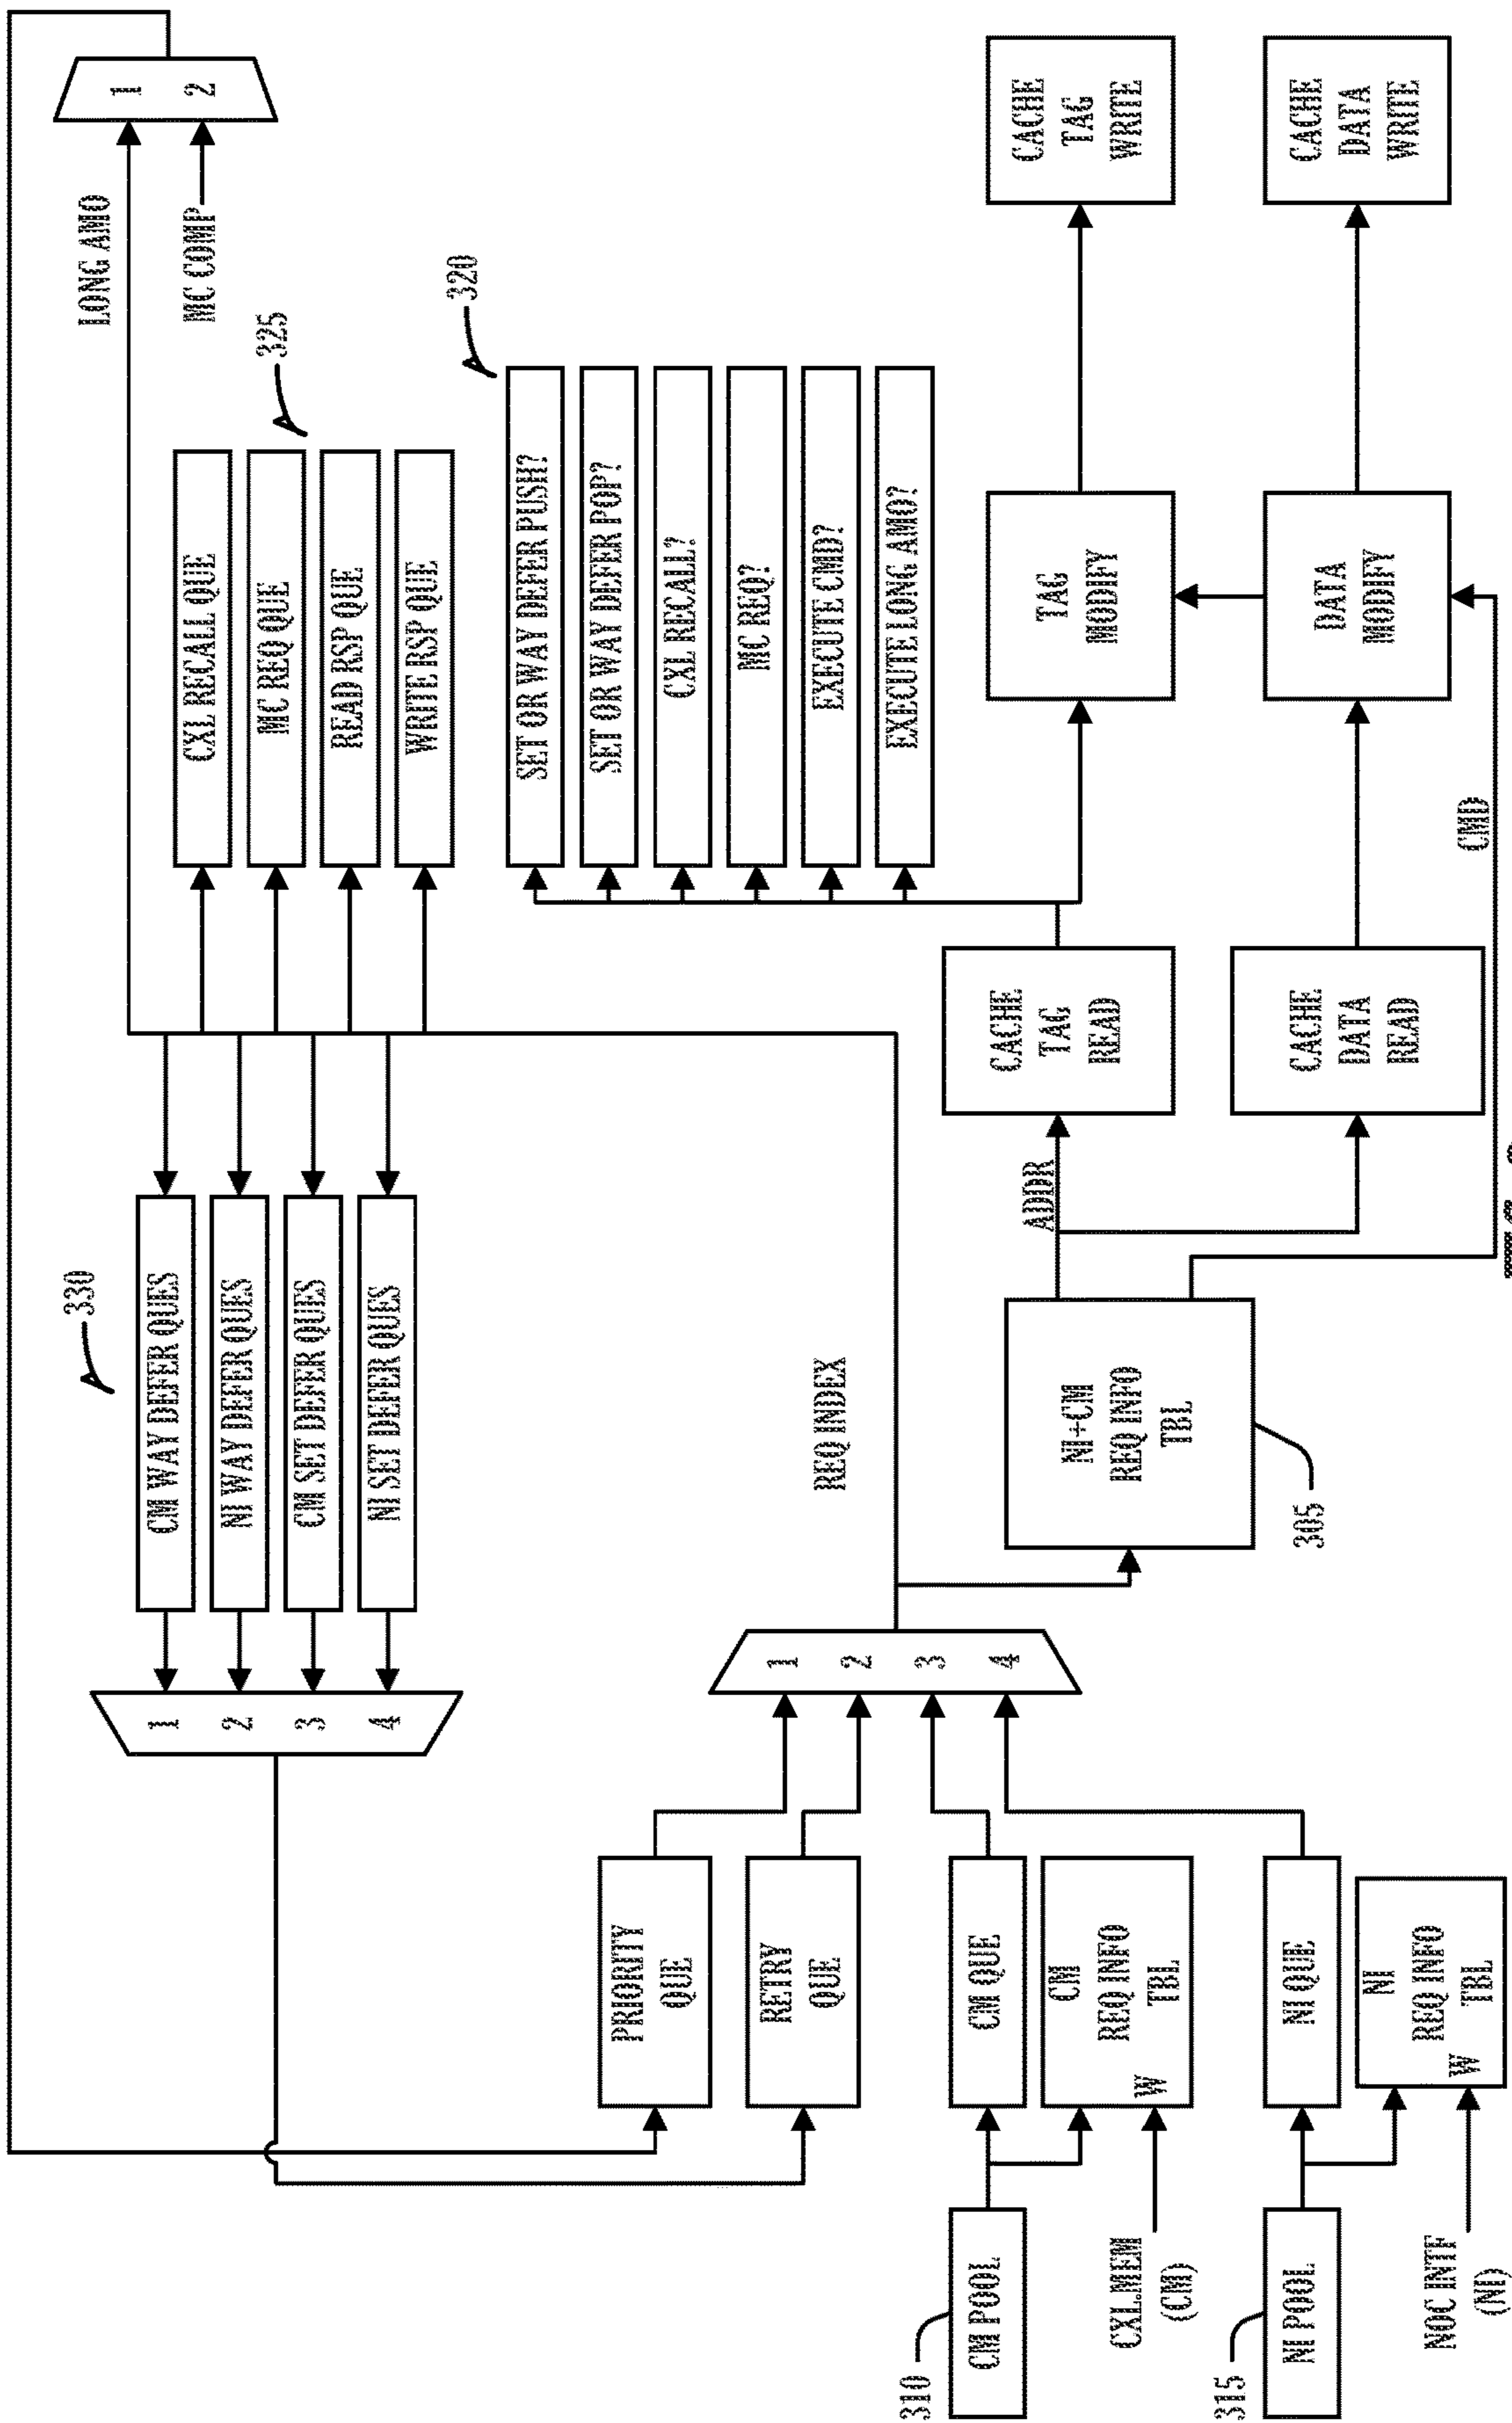 1
2
LONG AMO
MC COMP
325
CXL RECALL QUE
MC REQ QUE
READ RSP QUE
WRITE RSP QUE
330
CM WAY DEFER QUES
NI WAY DEFER QUES
CM SET DEFER QUES
NI SET DEFER QUES
1
2
3
4
320
SET OR WAY DEFER PUSH?
SET OR WAY DEFER POP?
CXL RECALL?
MC REQ?
EXECUTE CMD?
EXECUTE LONG AMO?
PRIORITY
QUE
RETRY
QUE
1
2
3
4
REQ INDEX
310
CM POOL
CM QUE
CM
REQ INFO
TBL
W
CXL.MEM
(CM)
315
NI POOL
NI QUE
NI
REQ INFO
TBL
W
NOC INTF
(NI)
NI+CM
REQ INFO
TBL
305
ADDR
CMD
CACHE
TAG
READ
CACHE
DATA
READ
TAG
MODIFY
DATA
MODIFY
CACHE
TAG
WRITE
CACHE
DATA
WRITE